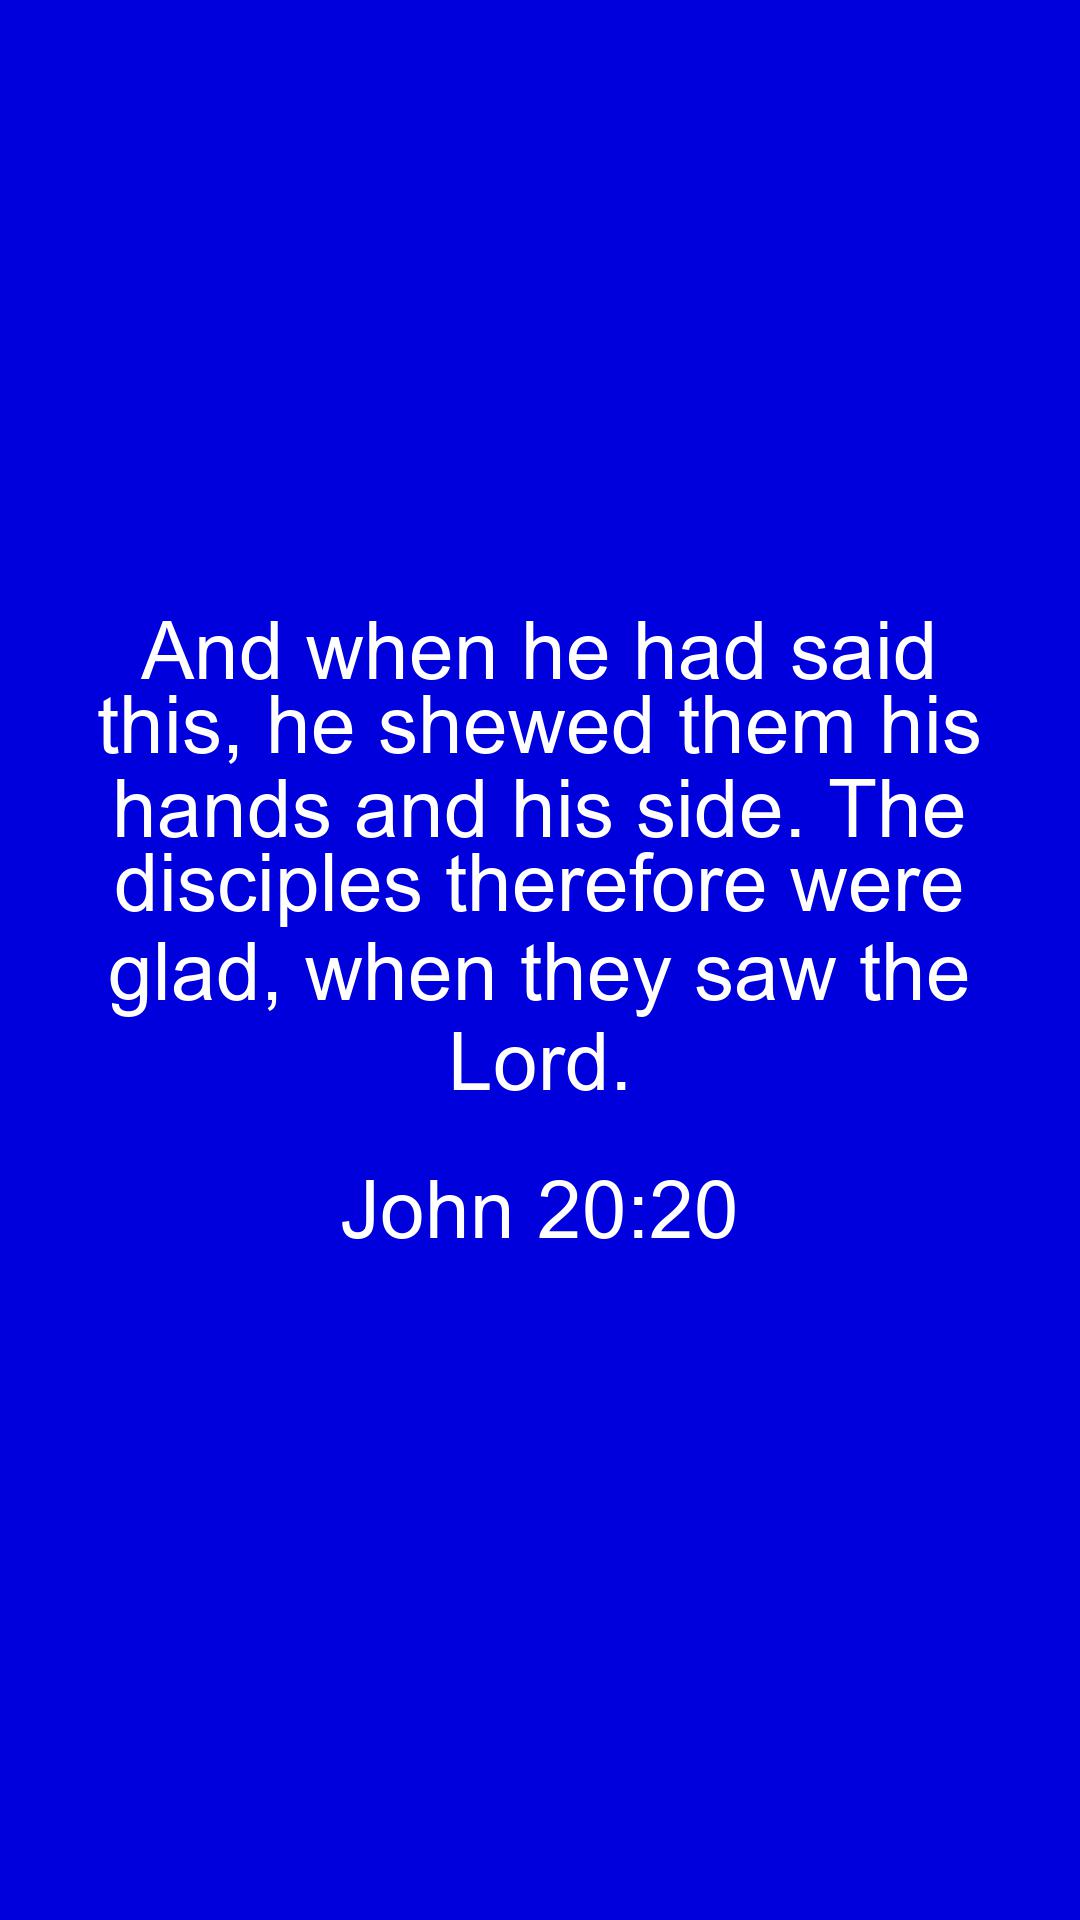 And when he had said
this, he shewed them his
hands and his side. The
disciples therefore were
glad, when they saw the
Lord.
John 20:20